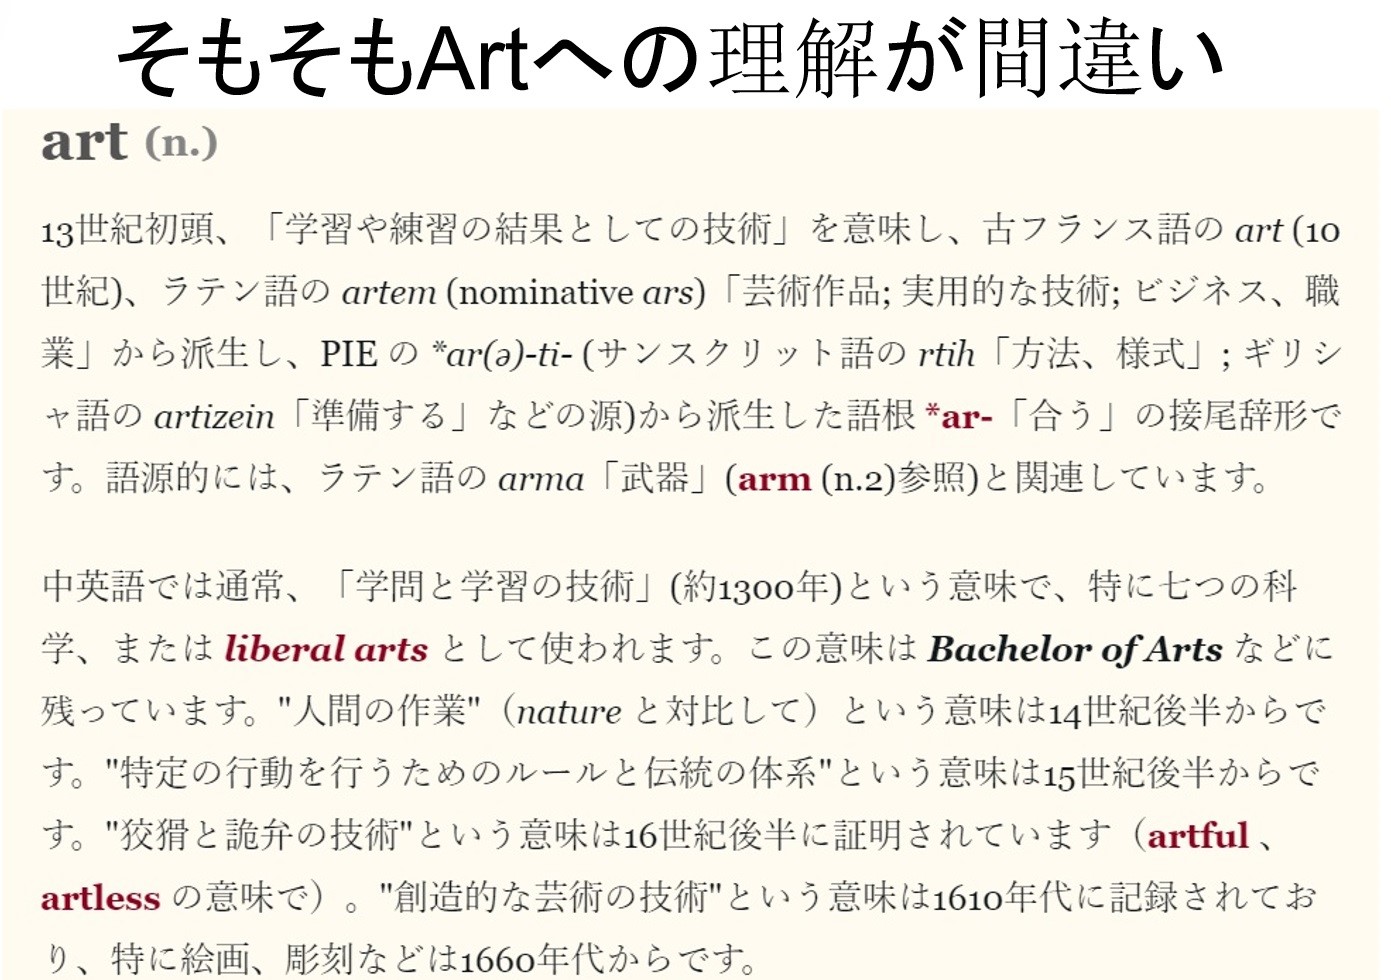 そもそもArtへの理解が間違い
art (n.)
13世紀初頭、「学習や練習の結果としての技術」を意味し、古フランス語の art (10
世紀)、ラテン語の artem (nominative ars)「芸術作品; 実用的な技術; ビジネス、職
業」から派生し、PIE の *ar(ə)-ti- (サンスクリット語の rtih「方法、様式」; ギリシ
ャ語の artizein「準備する」などの源)から派生した語根 *ar-「合う」の接尾辞形で
す。語源的には、ラテン語の arma「武器」(arm (n.2)参照)と関連しています。
中英語では通常、「学問と学習の技術」(約1300年)という意味で、特に七つの科
学、または liberal arts として使われます。この意味は Bachelor of Arts などに
残っています。"人間の作業"（nature と対比して）という意味は14世紀後半からで
す。"特定の行動を行うためのルールと伝統の体系"という意味は15世紀後半からで
す。"狡猾と詭弁の技術"という意味は16世紀後半に証明されています（artful 、
artless の意味で）。"創造的な芸術の技術"という意味は1610年代に記録されてお
り、特に絵画、彫刻などは1660年代からです。